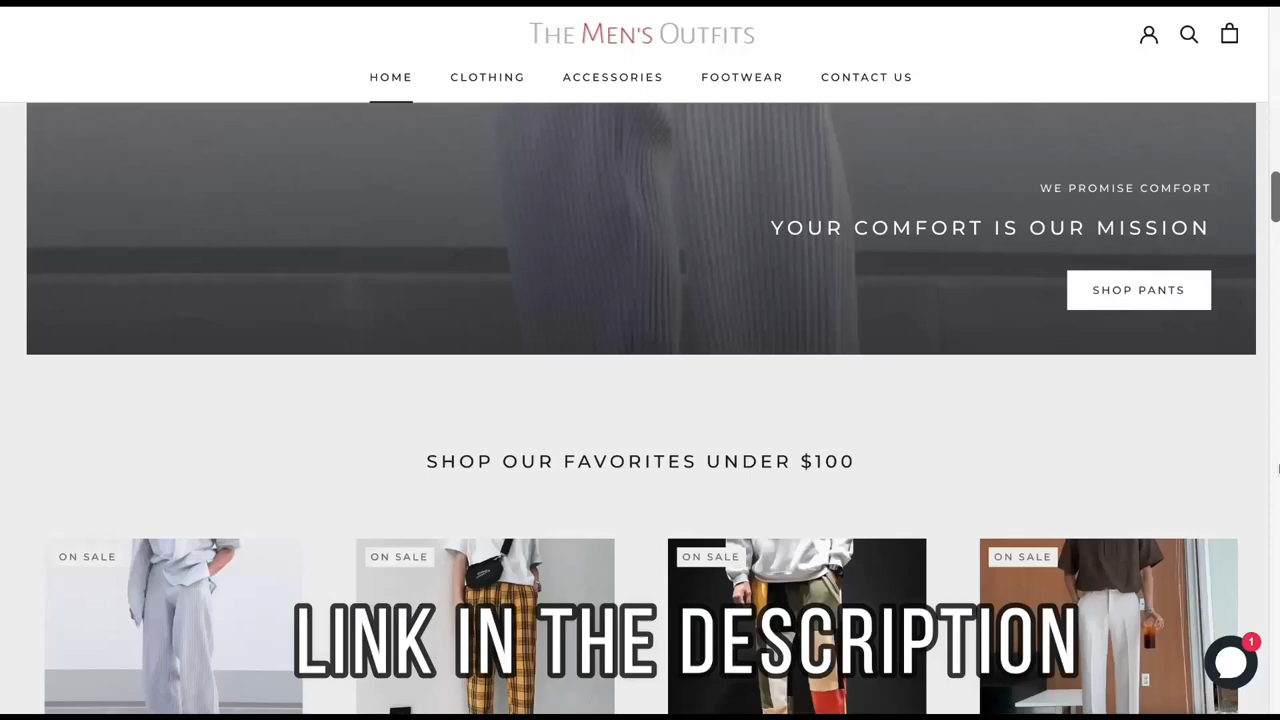 THE MEN'S OUTFITS
HOME CLOTHING ACCESSORIES FOOTWEAR CONTACT US
WE PROMISE COMFORT
YOUR COMFORT IS OUR MISSION
SHOP PANTS
SHOP OUR FAVORITES UNDER $100
ON SALE ON SALE ON SALE ON SALE
LINK IN THE DESCRIPTION
1